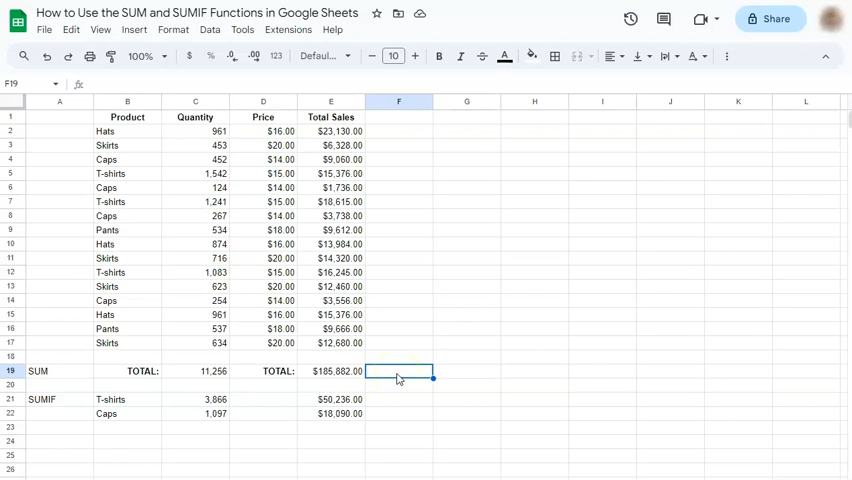 How to Use the SUM and SUMIF Functions in Google Sheets
File Edit View Insert Format Data Tools Extensions Help
Share
100% $ % .0 .00 123 Defaul... − 10 + B I A
F19 fx
A B C D E F G H I J K L
1 Product Quantity Price Total Sales
2 Hats 961 $16.00 $23,130.00
3 Skirts 453 $20.00 $6,328.00
4 Caps 452 $14.00 $9,060.00
5 T-shirts 1,542 $15.00 $15,376.00
6 Caps 124 $14.00 $1,736.00
7 T-shirts 1,241 $15.00 $18,615.00
8 Caps 267 $14.00 $3,738.00
9 Pants 534 $18.00 $9,612.00
10 Hats 874 $16.00 $13,984.00
11 Skirts 716 $20.00 $14,320.00
12 T-shirts 1,083 $15.00 $16,245.00
13 Skirts 623 $20.00 $12,460.00
14 Caps 254 $14.00 $3,556.00
15 Hats 961 $16.00 $15,376.00
16 Pants 537 $18.00 $9,666.00
17 Skirts 634 $20.00 $12,680.00
18
19 SUM TOTAL: 11,256 TOTAL: $185,882.00
20
21 SUMIF T-shirts 3,866 $50,236.00
22 Caps 1,097 $18,090.00
23
24
25
26